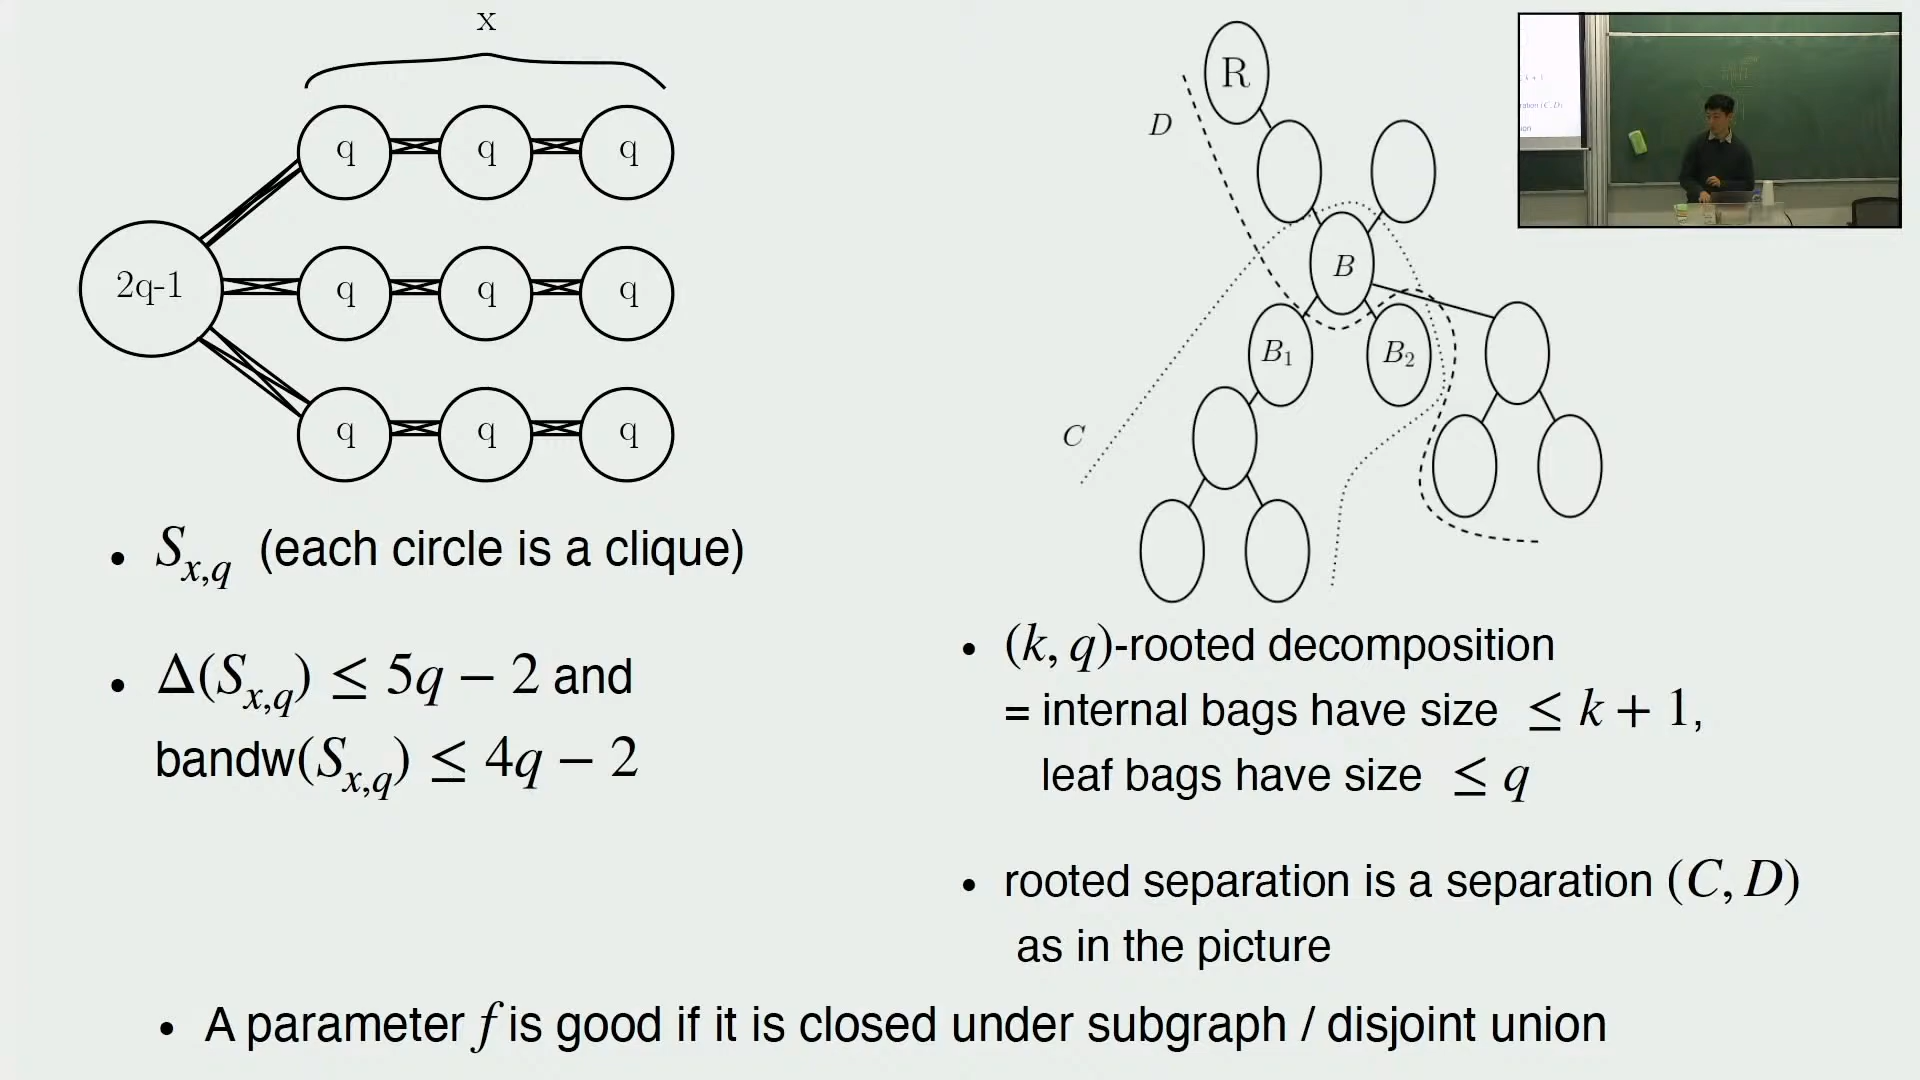 x
q q q
2q-1 q q q
q q q
• S_{x,q} (each circle is a clique)
• Δ(S_{x,q}) ≤ 5q − 2 and
bandw(S_{x,q}) ≤ 4q − 2
R
D
B
B₁ B₂
C
• (k, q)-rooted decomposition
= internal bags have size ≤ k + 1,
leaf bags have size ≤ q
• rooted separation is a separation (C, D)
as in the picture
• A parameter f is good if it is closed under subgraph / disjoint union